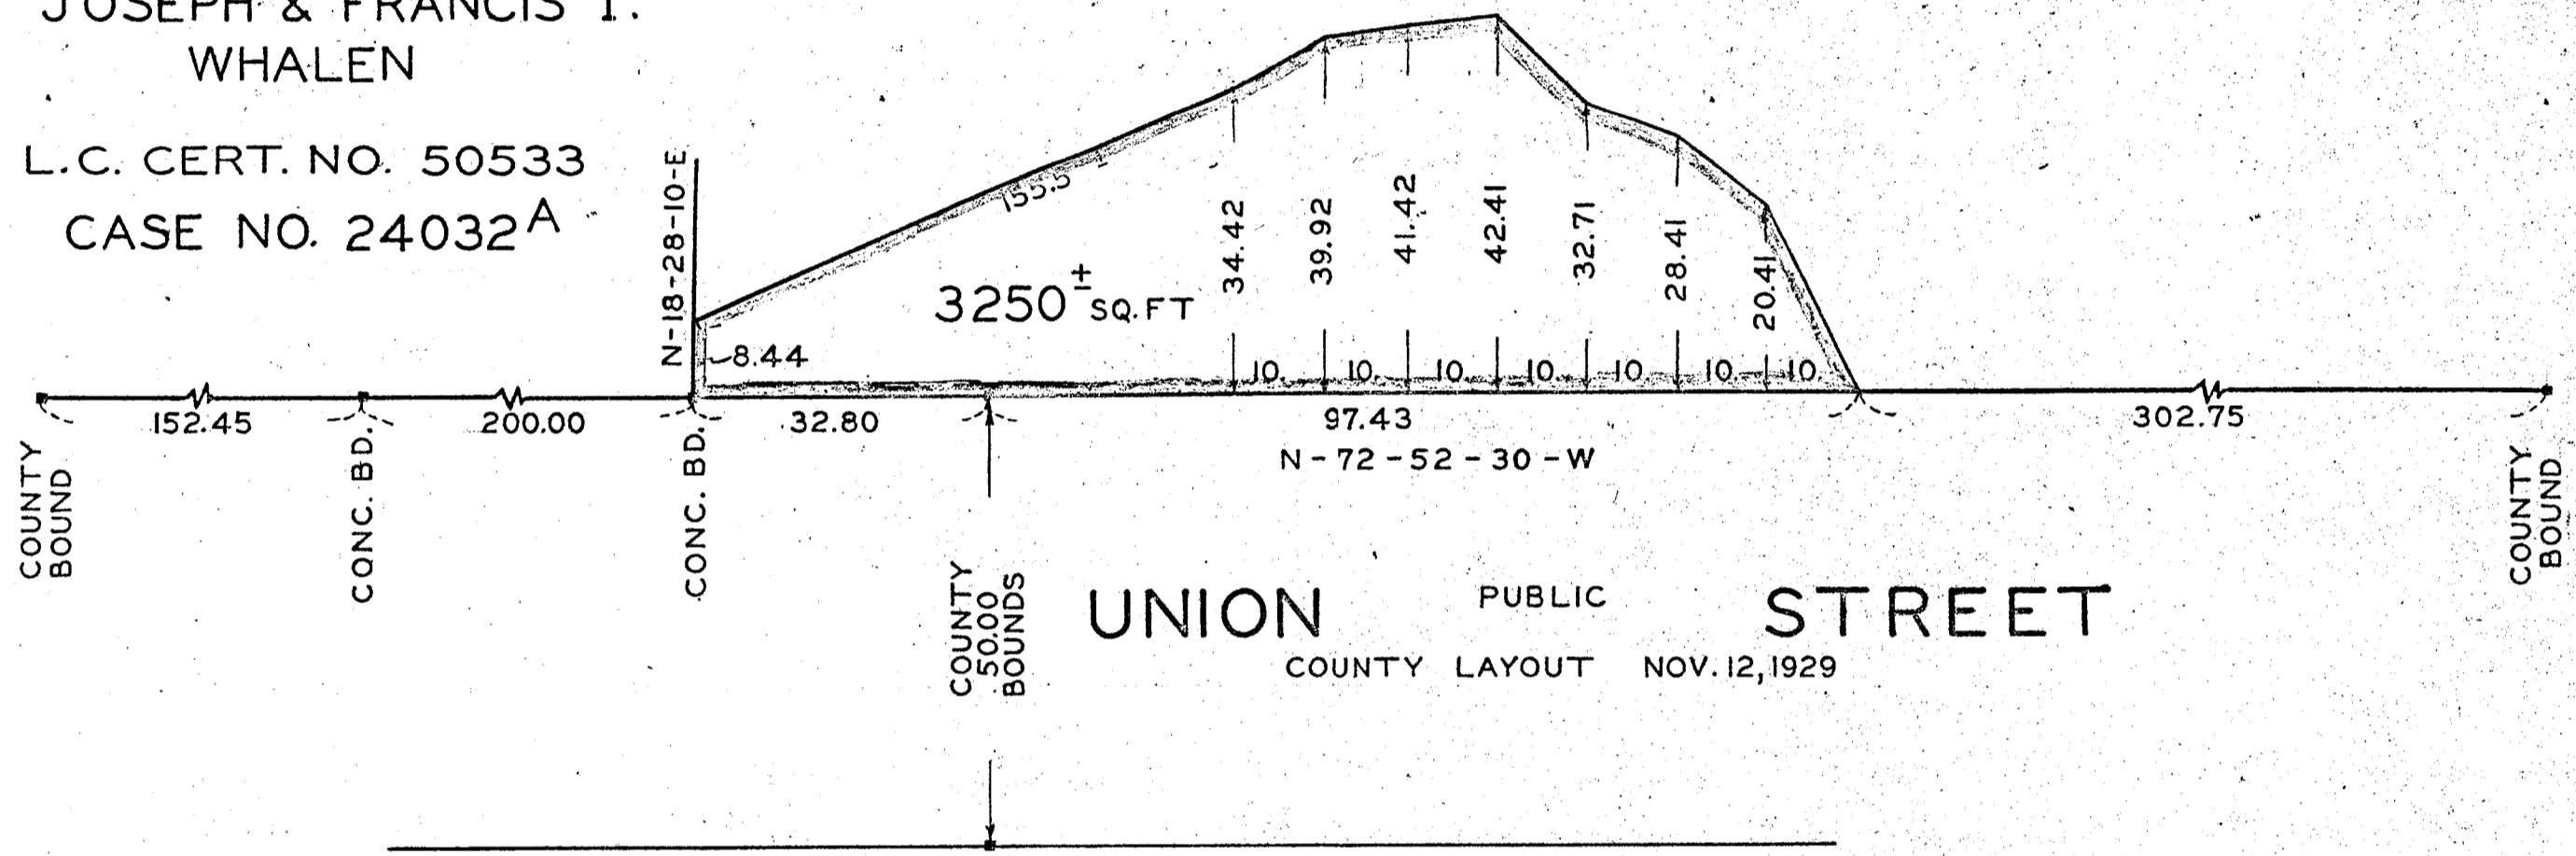 JOSEPH & FRANCIS T.
WHALEN
L.C. CERT. NO. 50533
CASE NO. 24032A
N-18-28-10-E
155.5
3250± SQ. FT
8.44
34.42
39.92
41.42
42.41
32.71
28.41
20.41
10. 10. 10. 10. 10 10. 10.
152.45
200.00
32.80
97.43
302.75
N-72-52-30-W
COUNTY
BOUND
CONC. BD.
CONC. BD.
COUNTY
50.00
BOUNDS
COUNTY
BOUND
UNION PUBLIC STREET
COUNTY LAYOUT NOV. 12, 1929